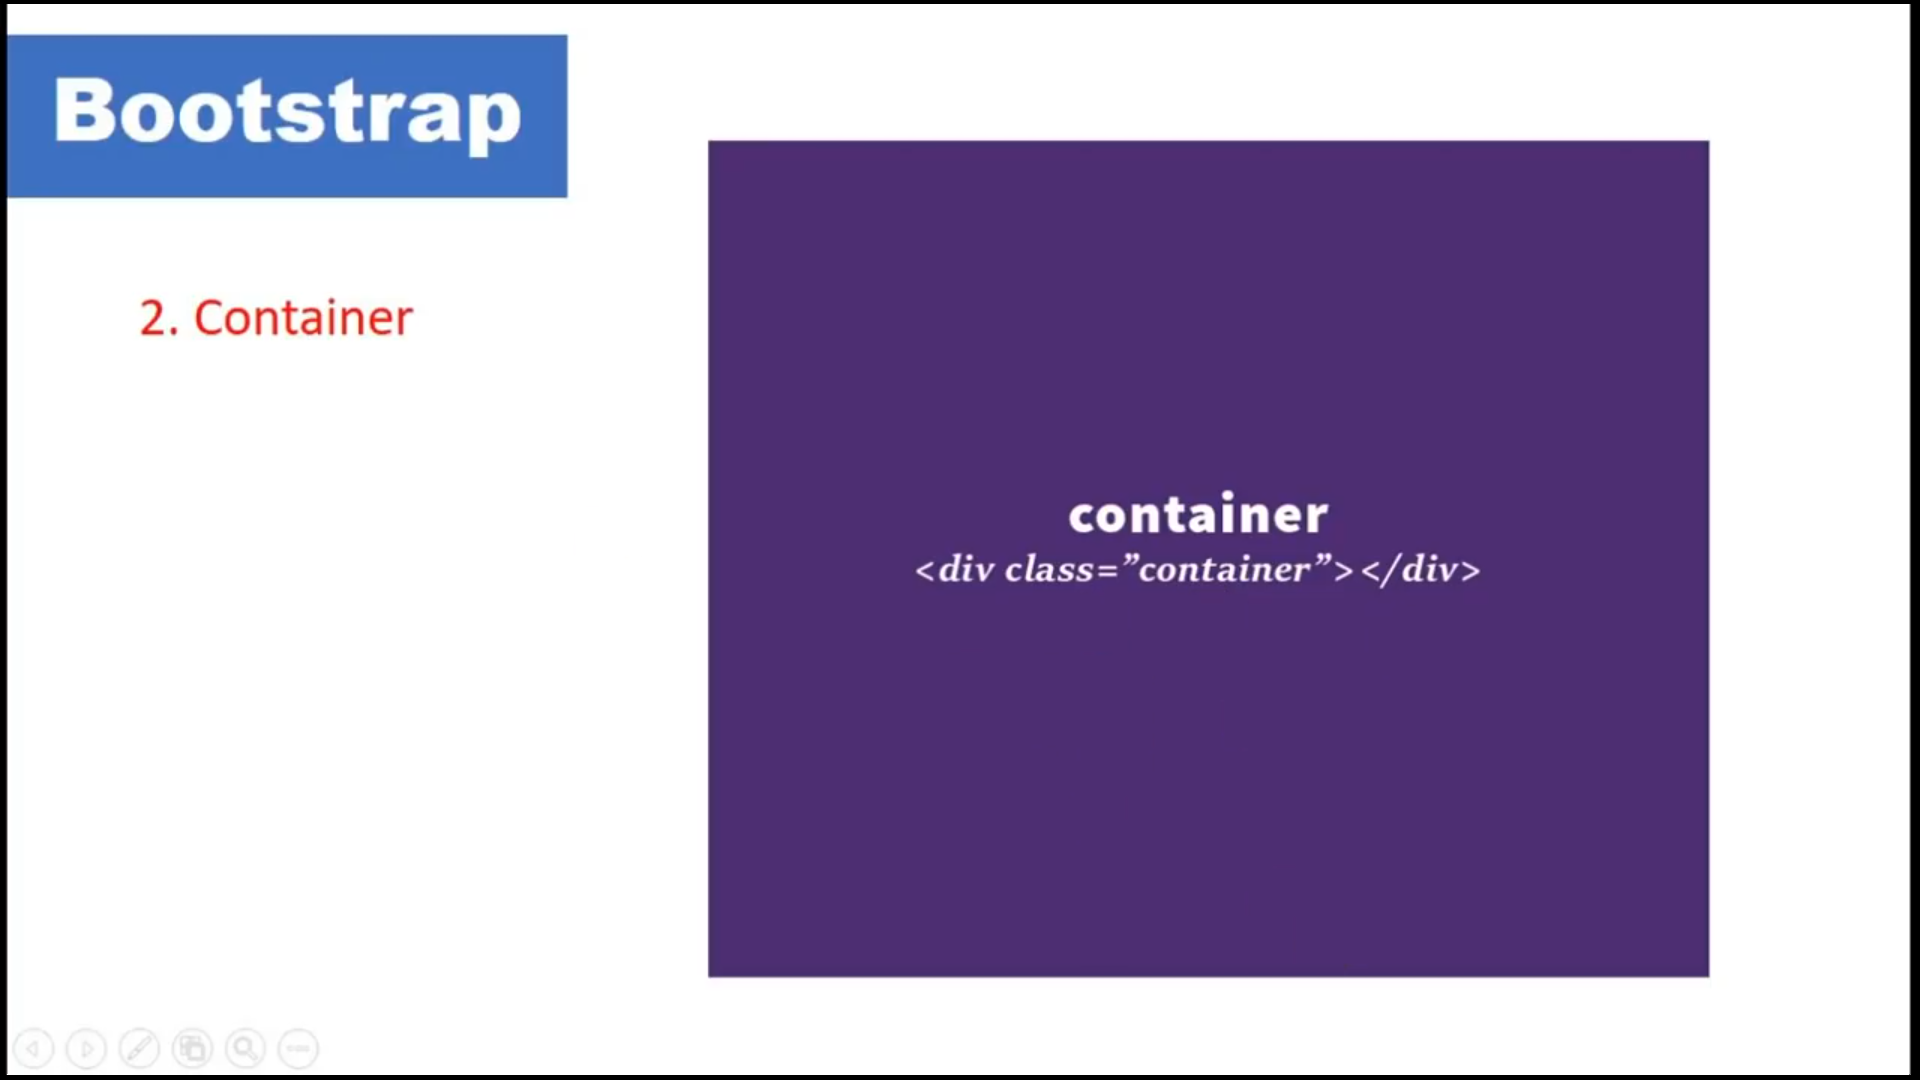 Bootstrap
2. Container
container
<div class=”container”></div>